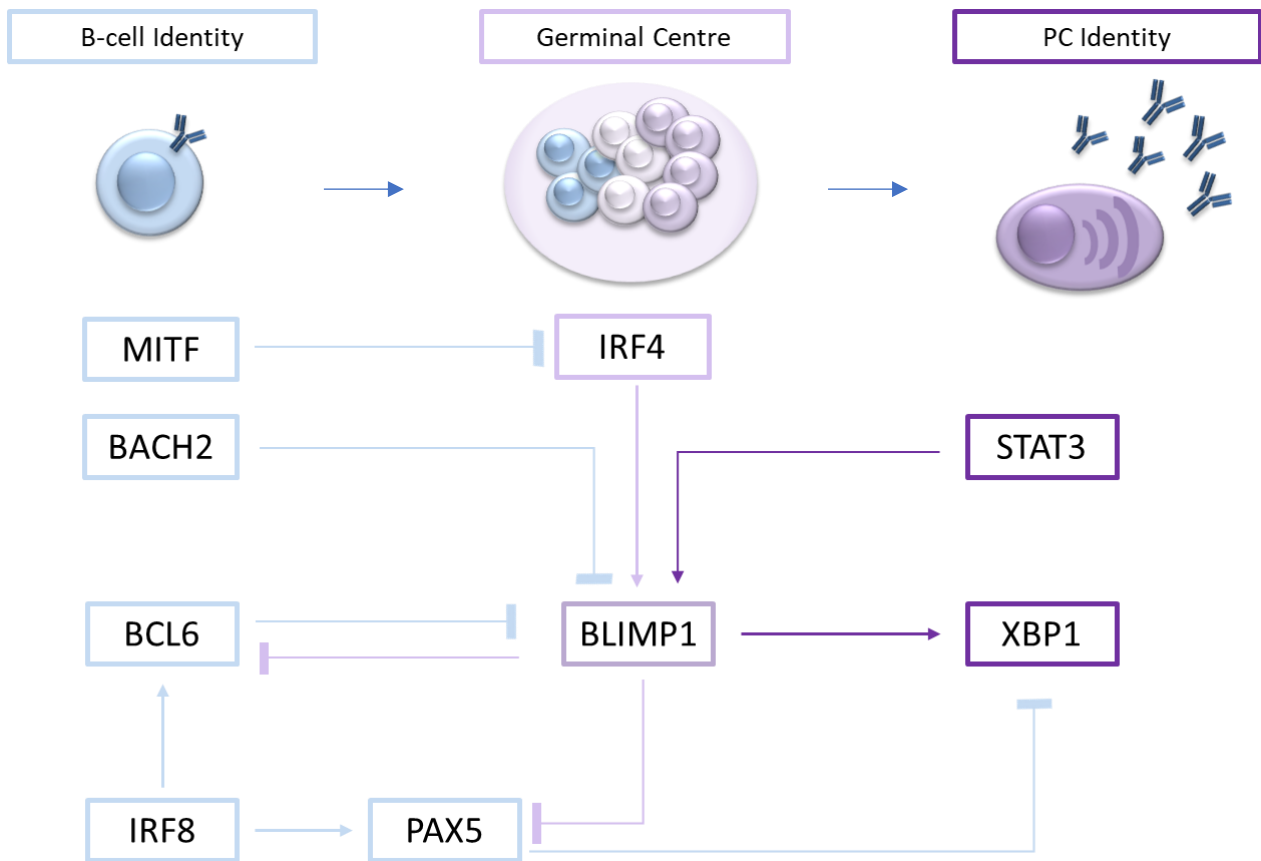 B-cell Identity
Germinal Centre
PC Identity
MITF
IRF4
BACH2
STAT3
BCL6
BLIMP1
XBP1
IRF8
PAX5